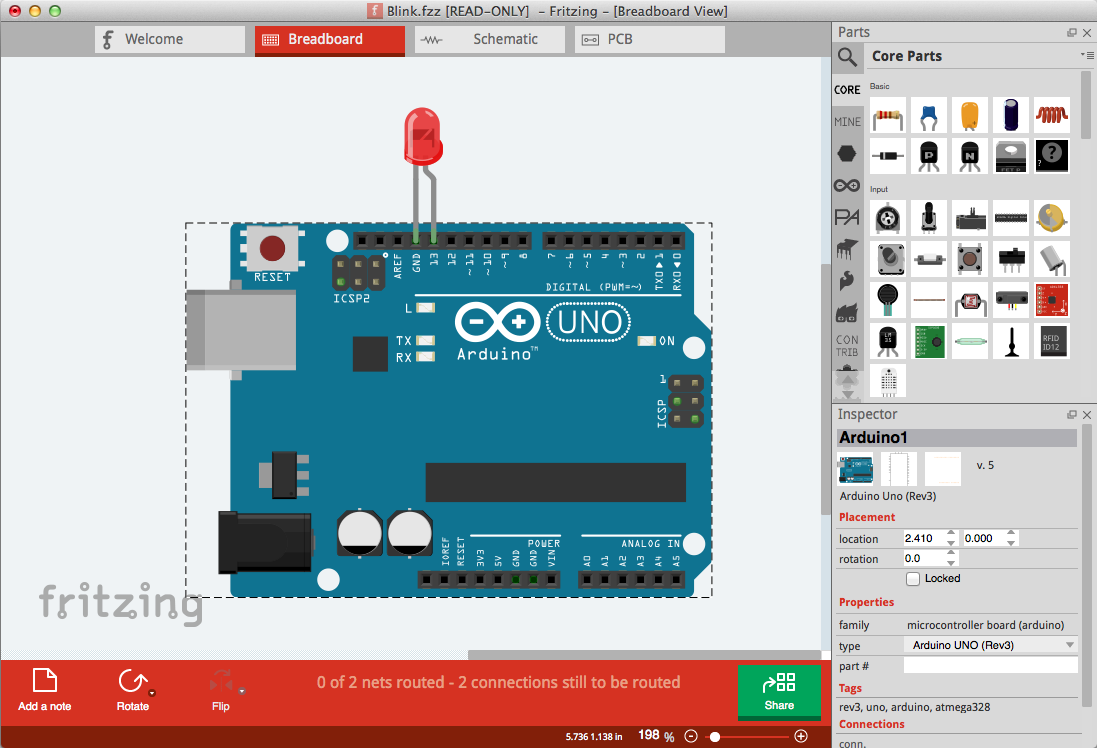 Blink.fzz [READ-ONLY] - Fritzing - [Breadboard View]
Welcome
Breadboard
Schematic
PCB
Parts
Core Parts
CORE
MINE
PA
CON
TRIB
Basic
P
N
?
?
Input
RFID
ID12
RESET
ICSP2
AREF
GND
13
12
~11
~10
~9
8
7
~6
~5
4
~3
2
TXO▶1
RXO◀0
DIGITAL (PWM=~)
L
TX
RX
Arduino™
UNO
ON
1
ICSP
IOREF
RESET
3V3
5V
GND
GND
VIN
POWER
ANALOG IN
A0
A1
A2
A3
A4
A5
fritzing
Inspector
Arduino1
v. 5
Arduino Uno (Rev3)
Placement
location 2.410 0.000
rotation 0.0
Locked
Properties
family microcontroller board (arduino)
type Arduino UNO (Rev3)
part #
Tags
rev3, uno, arduino, atmega328
Connections
conn.
Add a note
Rotate
Flip
0 of 2 nets routed - 2 connections still to be routed
Share
5.736 1.138 in 198 %